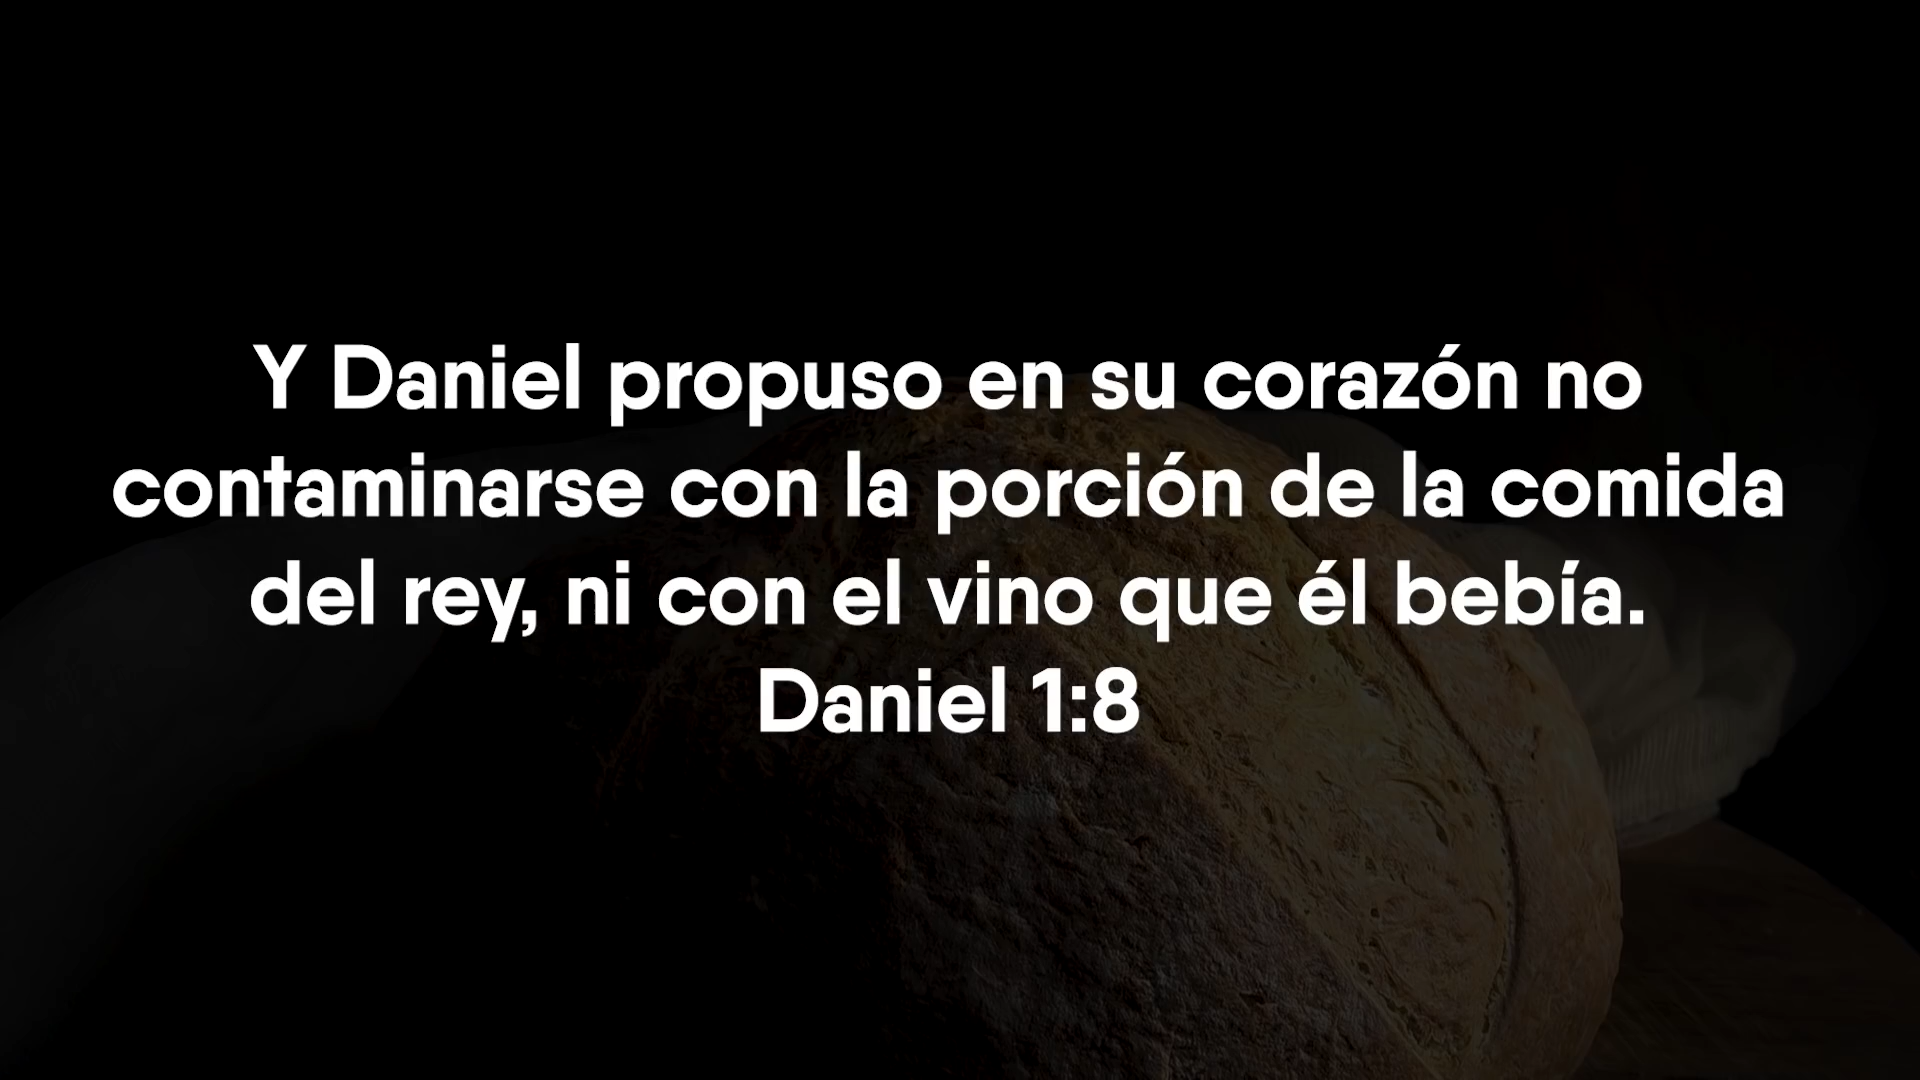 Y Daniel propuso en su corazón no
contaminarse con la porción de la comida
del rey, ni con el vino que él bebía.
Daniel 1:8